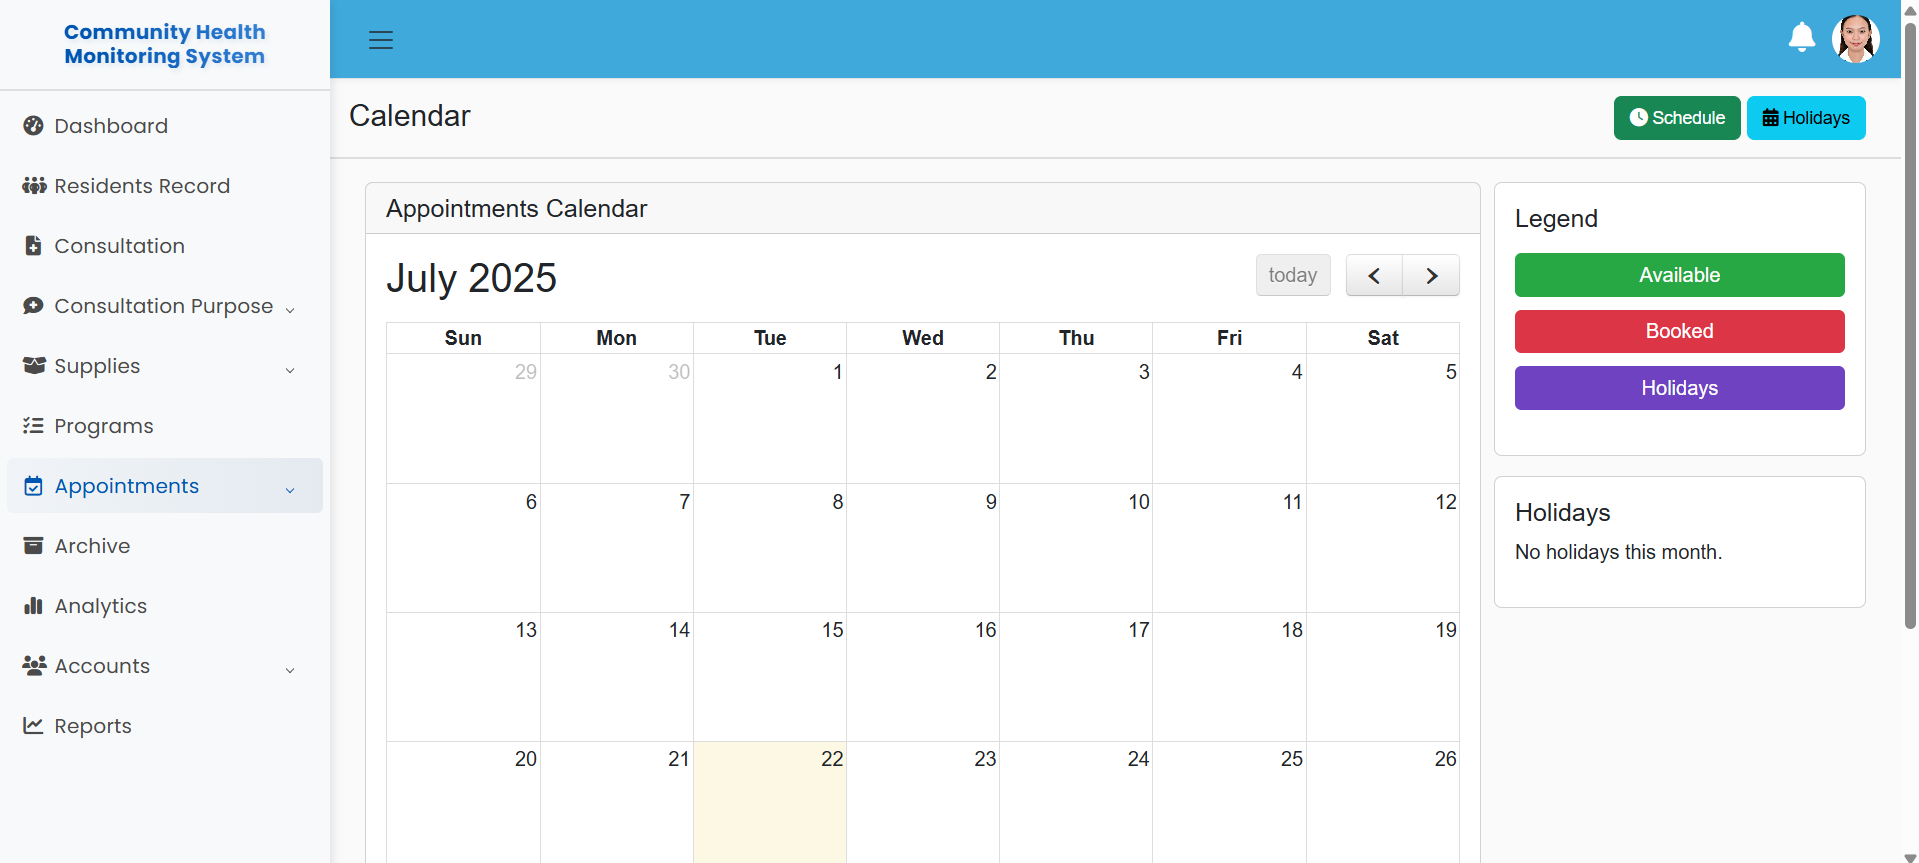 Community Health
Monitoring System
Dashboard
Residents Record
Consultation
Consultation Purpose
Supplies
Programs
Appointments
Archive
Analytics
Accounts
Reports
Calendar
Schedule
Holidays
Appointments Calendar
July 2025
today
Sun Mon Tue Wed Thu Fri Sat
29 30 1 2 3 4 5
6 7 8 9 10 11 12
13 14 15 16 17 18 19
20 21 22 23 24 25 26
Legend
Available
Booked
Holidays
Holidays
No holidays this month.